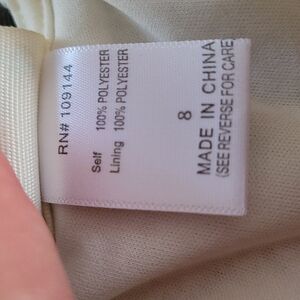 RN# 109144
Self 100% POLYESTER
Lining 100% POLYESTER
8
MADE IN CHINA
(SEE REVERSE FOR CARE)